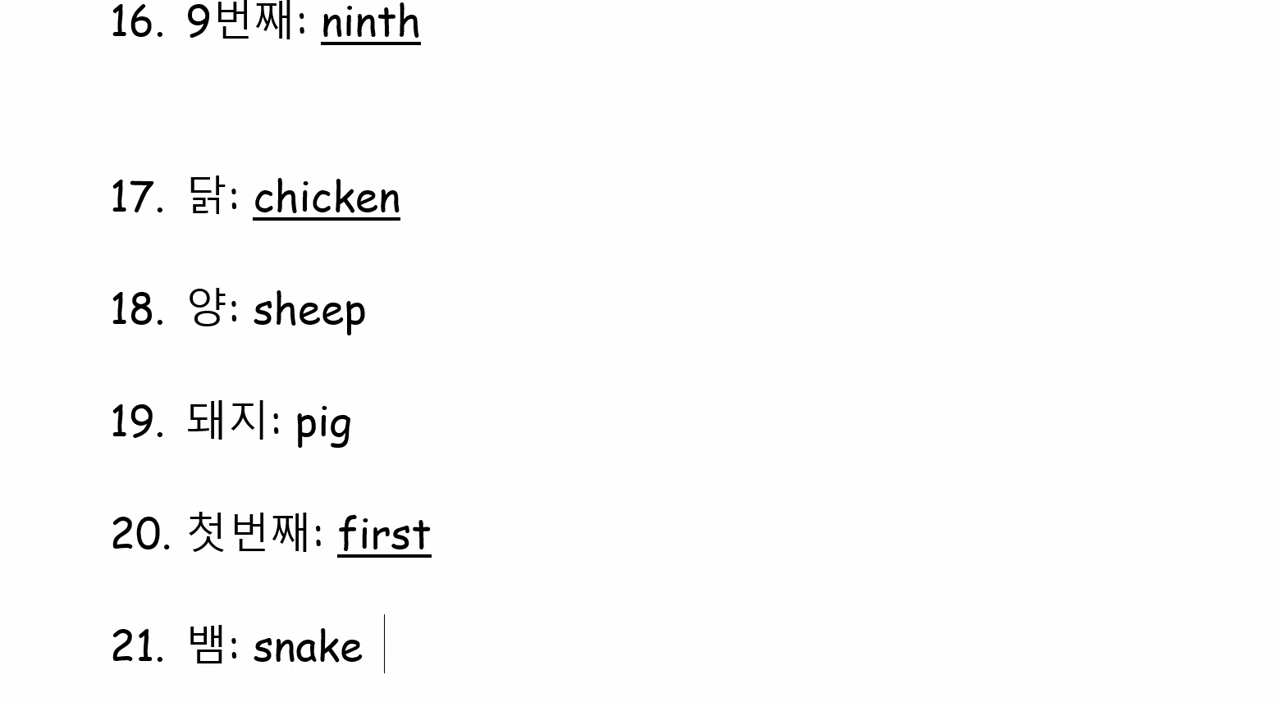 16. 9번째: ninth
17. 닭: chicken
18. 양: sheep
19. 돼지: pig
20. 첫번째: first
21. 뱀: snake